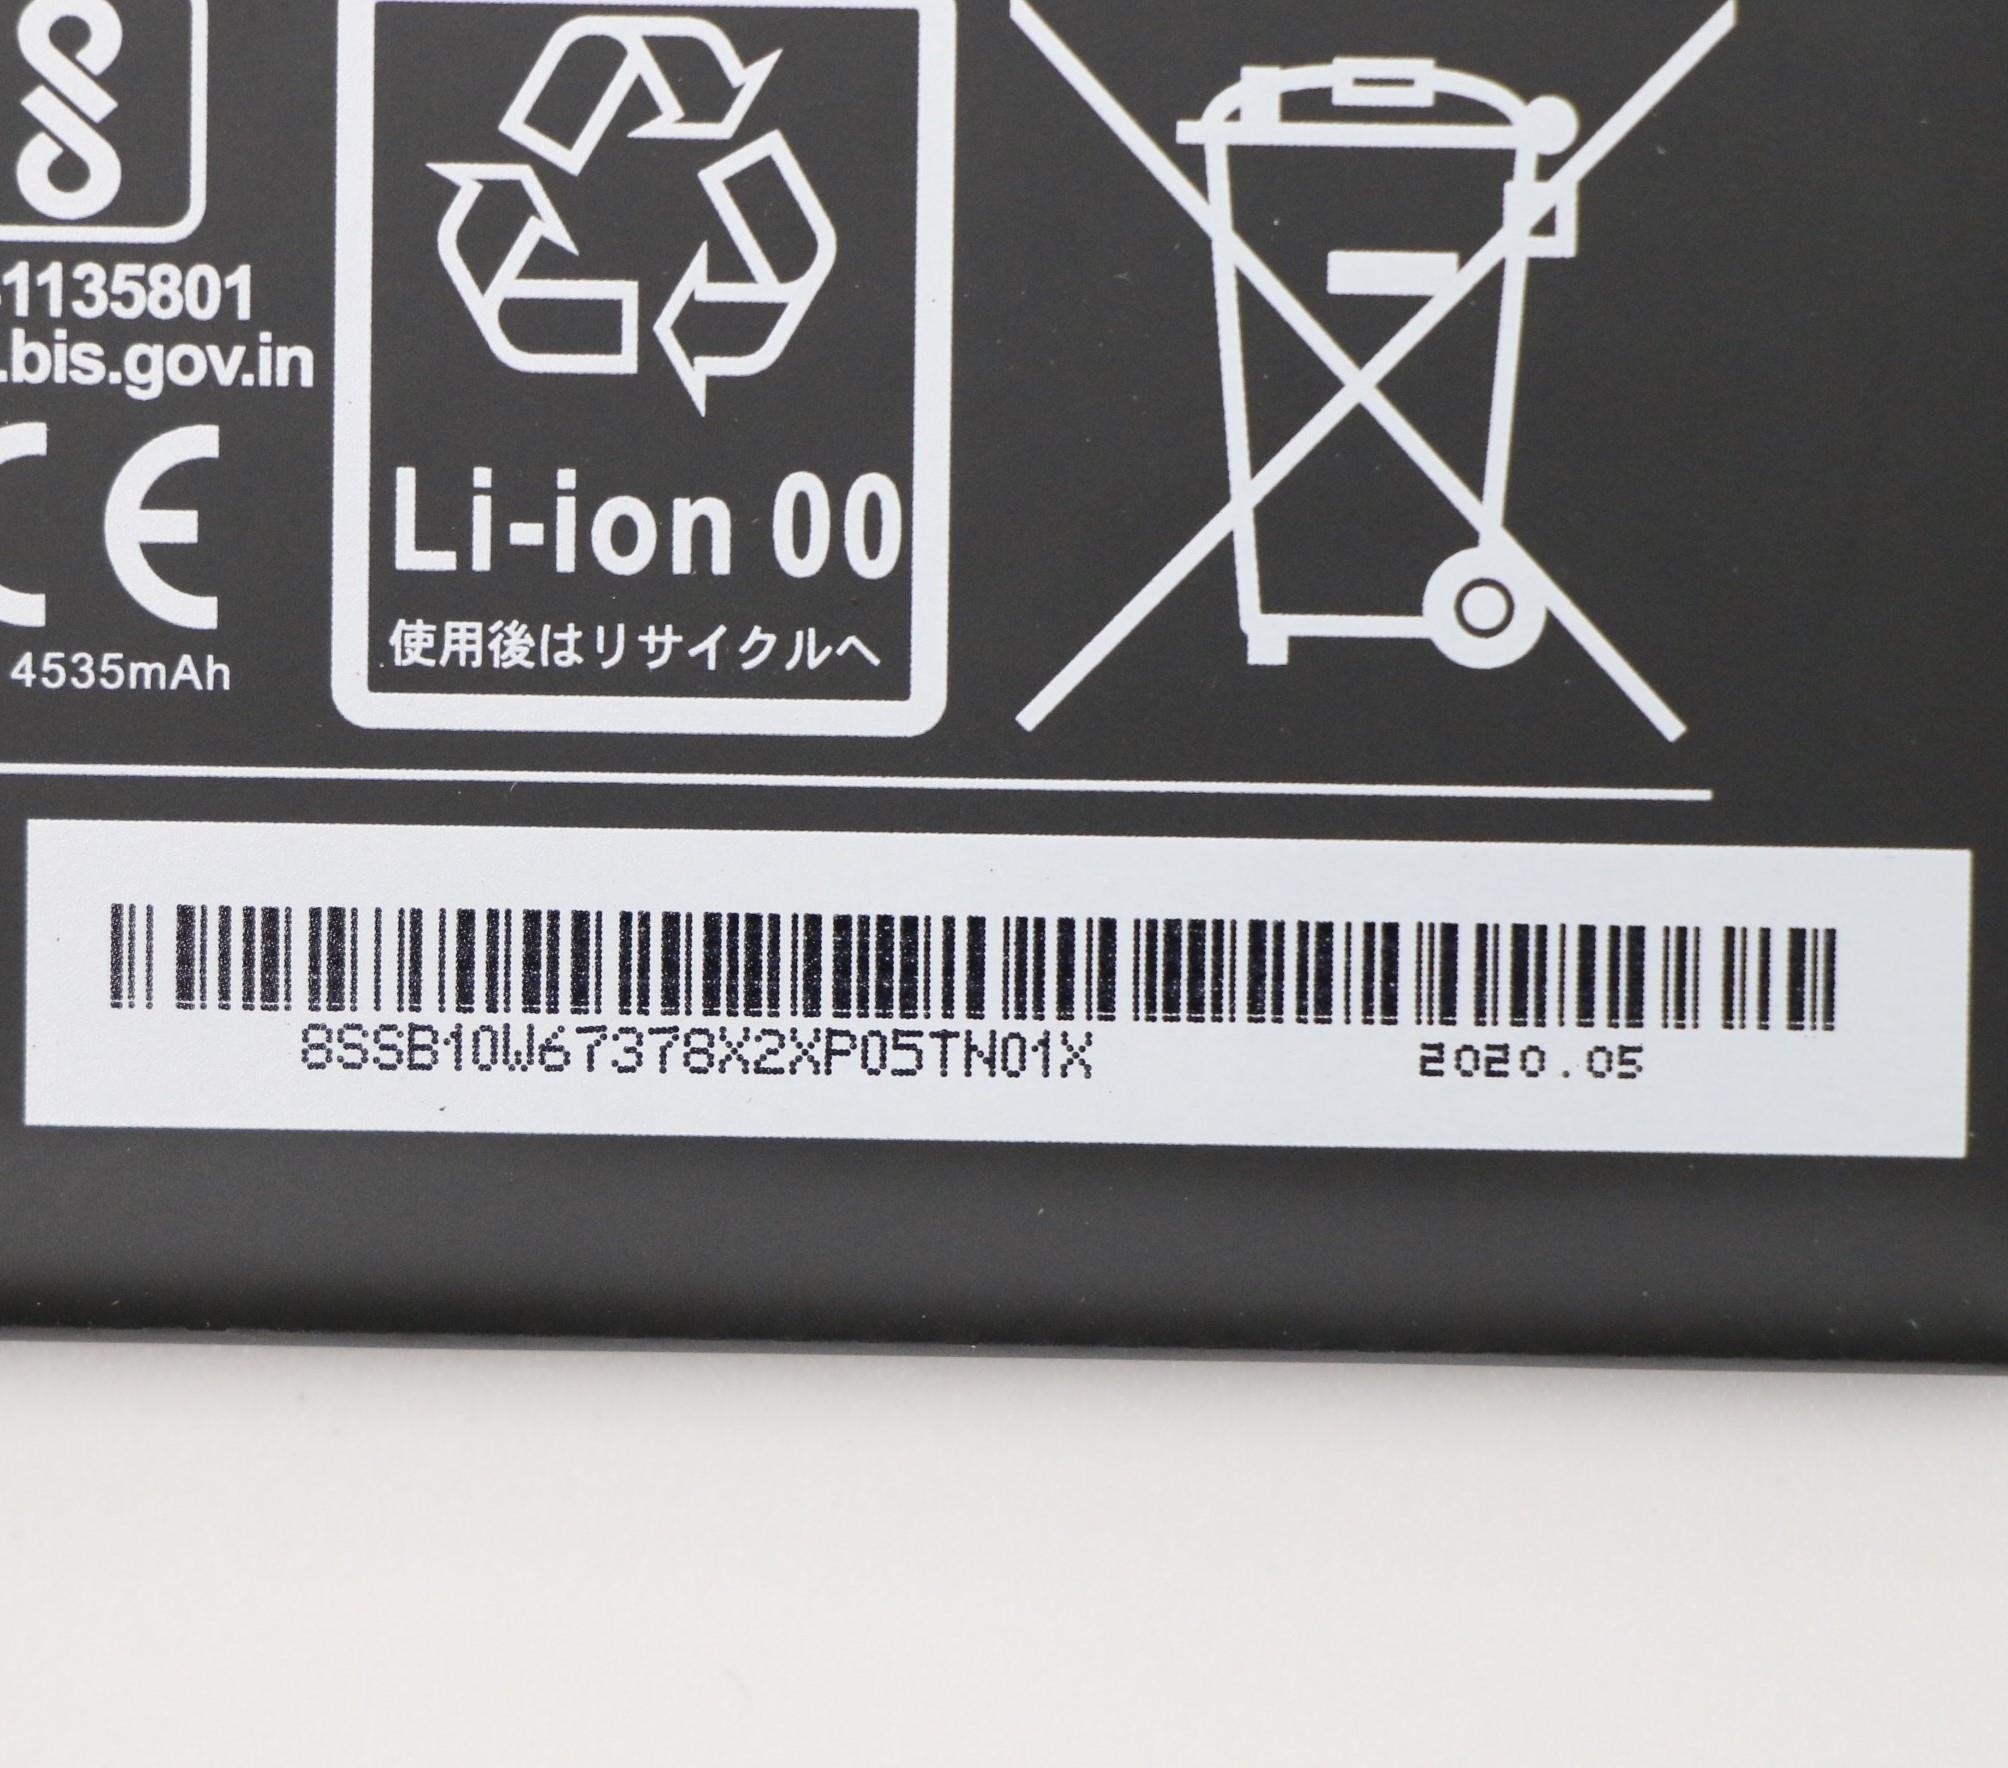 1135801
.bis.gov.in
CE
4535mAh
Li-ion 00
使用後はリサイクルへ
8SSB10W67378X2XP05TN01X
2020.05